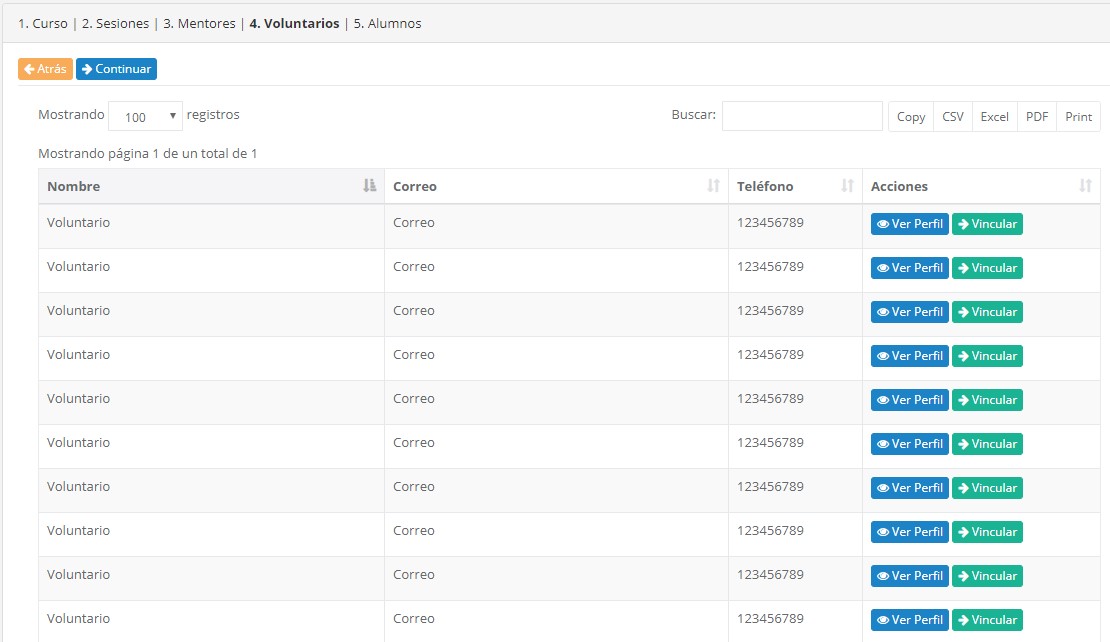 1. Curso | 2. Sesiones | 3. Mentores | 4. Voluntarios | 5. Alumnos
Atrás Continuar
Mostrando 100 registros Buscar: Copy CSV Excel PDF Print
Mostrando página 1 de un total de 1
Nombre Correo Teléfono Acciones
Voluntario Correo 123456789 Ver Perfil Vincular
Voluntario Correo 123456789 Ver Perfil Vincular
Voluntario Correo 123456789 Ver Perfil Vincular
Voluntario Correo 123456789 Ver Perfil Vincular
Voluntario Correo 123456789 Ver Perfil Vincular
Voluntario Correo 123456789 Ver Perfil Vincular
Voluntario Correo 123456789 Ver Perfil Vincular
Voluntario Correo 123456789 Ver Perfil Vincular
Voluntario Correo 123456789 Ver Perfil Vincular
Voluntario Correo 123456789 Ver Perfil Vincular